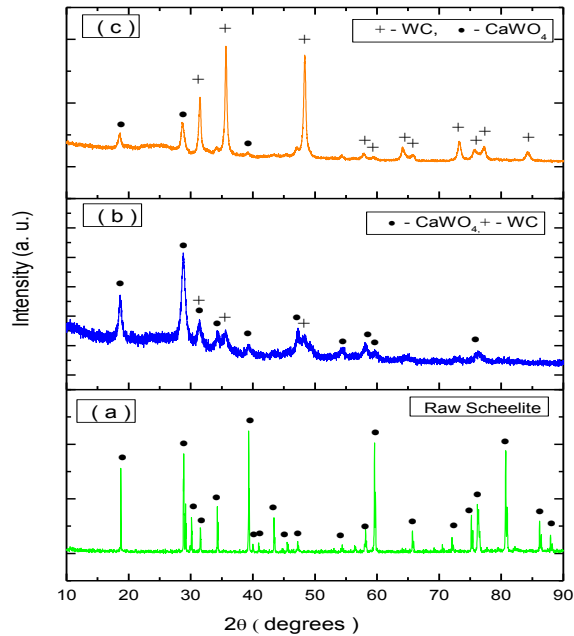 ( c )
+ - WC, • - CaWO4
( b )
• - CaWO4, + - WC
( a )
Raw Scheelite
Intensity (a. u.)
10 20 30 40 50 60 70 80 90
2θ ( degrees )